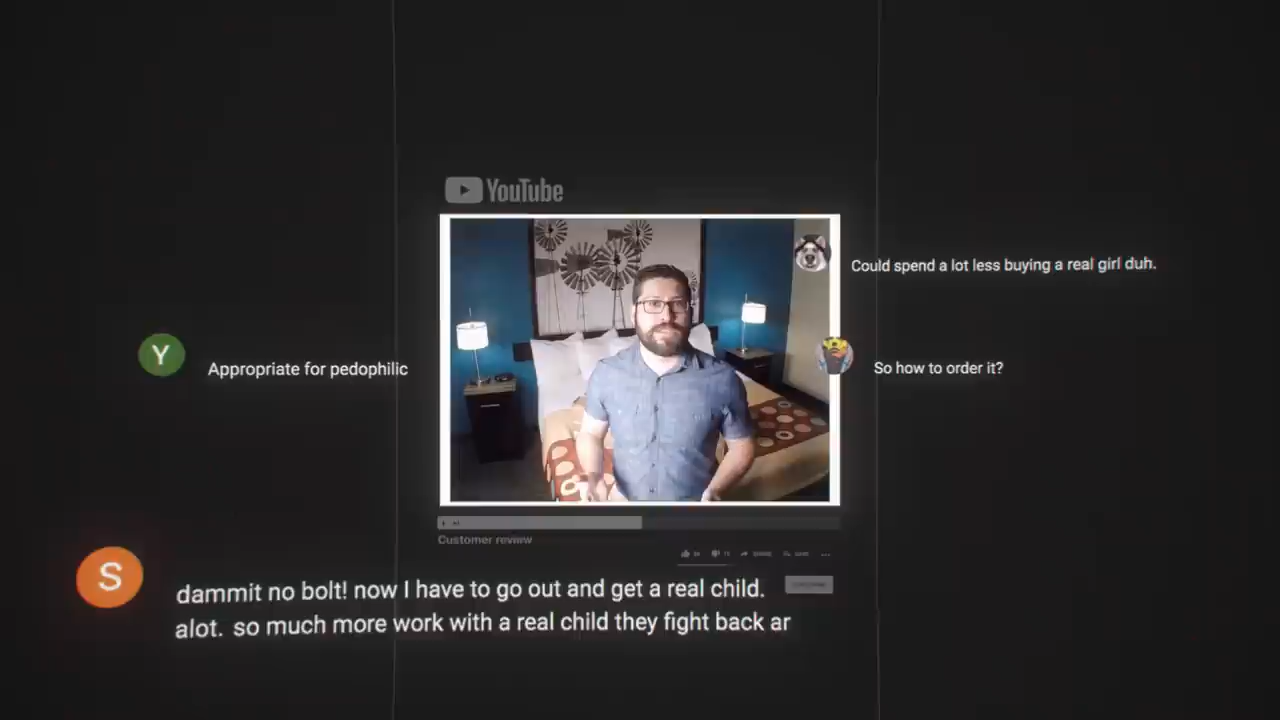 YouTube
Could spend a lot less buying a real girl duh.
Y
Appropriate for pedophilic
So how to order it?
Customer review
S
dammit no bolt! now I have to go out and get a real child.
alot. so much more work with a real child they fight back ar